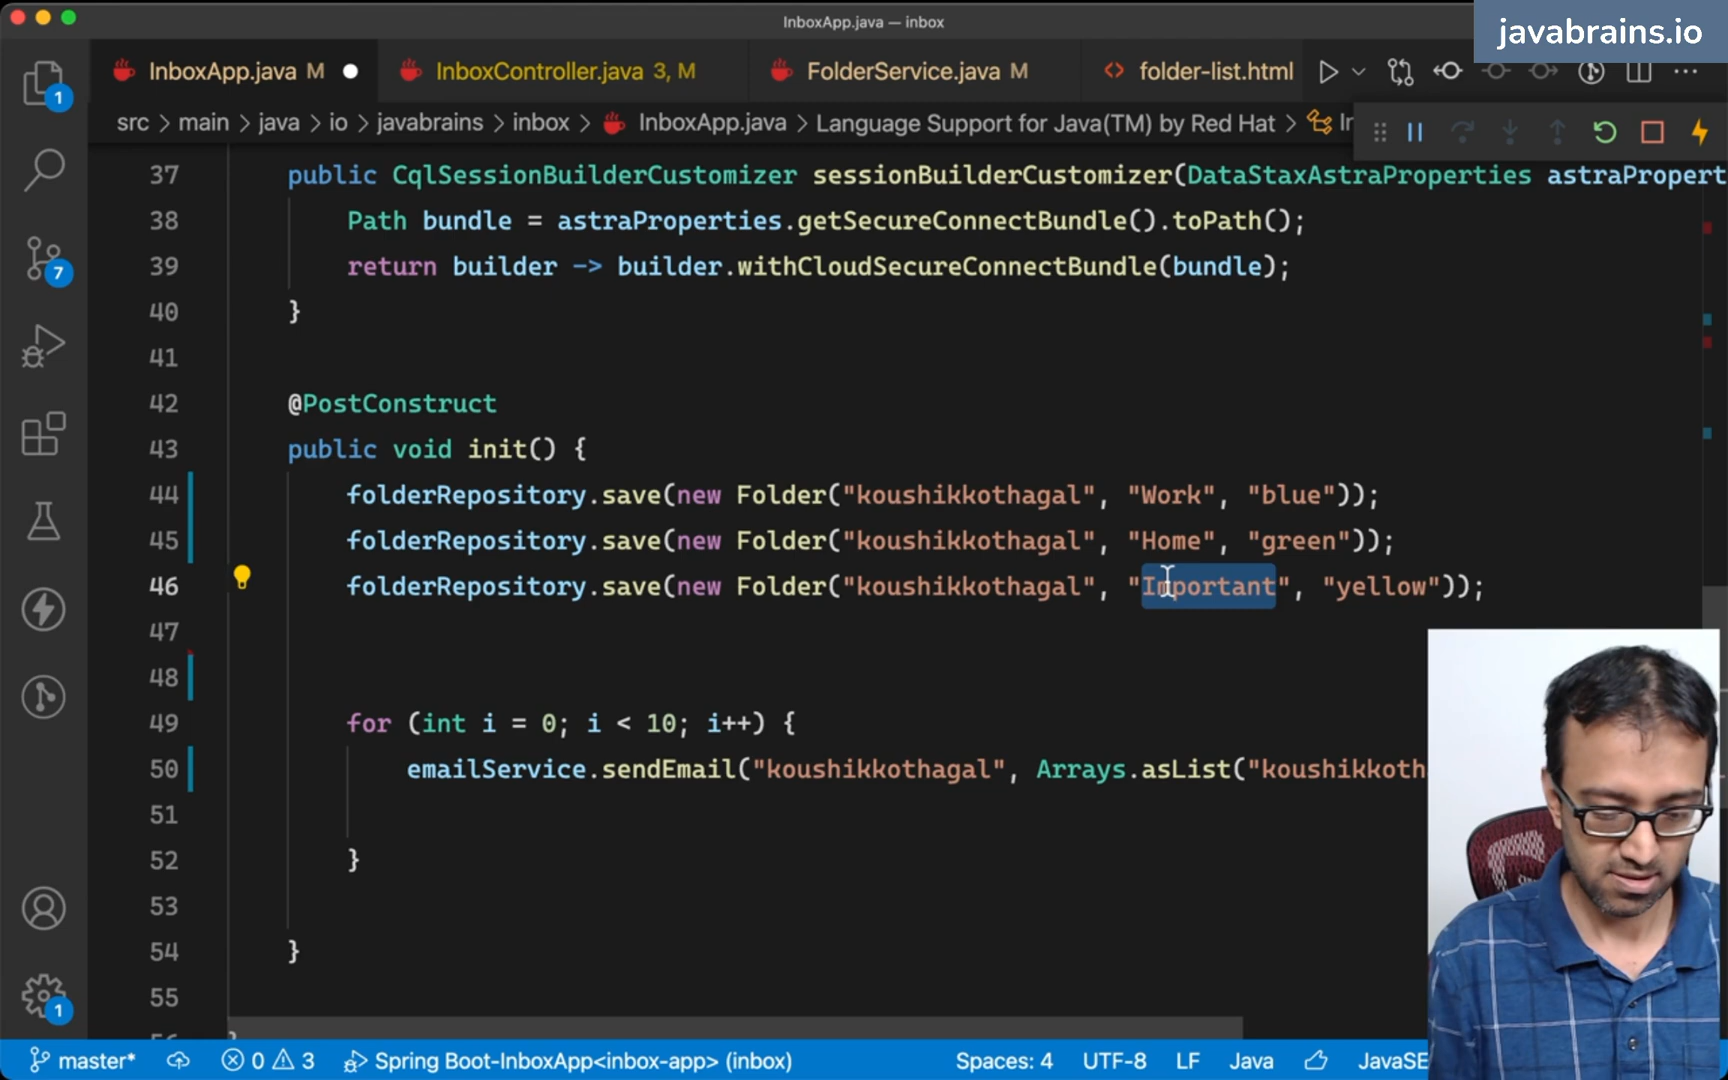 InboxApp.java — inbox
javabrains.io
InboxApp.java M
InboxController.java 3, M
FolderService.java M
folder-list.html
src > main > java > io > javabrains > inbox > InboxApp.java > Language Support for Java(TM) by Red Hat > In
1
7
1
37 public CqlSessionBuilderCustomizer sessionBuilderCustomizer(DataStaxAstraProperties astraPropert
38 Path bundle = astraProperties.getSecureConnectBundle().toPath();
39 return builder -> builder.withCloudSecureConnectBundle(bundle);
40 }
41
42 @PostConstruct
43 public void init() {
44 folderRepository.save(new Folder("koushikkothagal", "Work", "blue"));
45 folderRepository.save(new Folder("koushikkothagal", "Home", "green"));
46 folderRepository.save(new Folder("koushikkothagal", "Important", "yellow"));
47
48
49 for (int i = 0; i < 10; i++) {
50 emailService.sendEmail("koushikkothagal", Arrays.asList("koushikkoth
51
52 }
53
54 }
55
master* 0 3 Spring Boot-InboxApp<inbox-app> (inbox) Spaces: 4 UTF-8 LF Java JavaSE